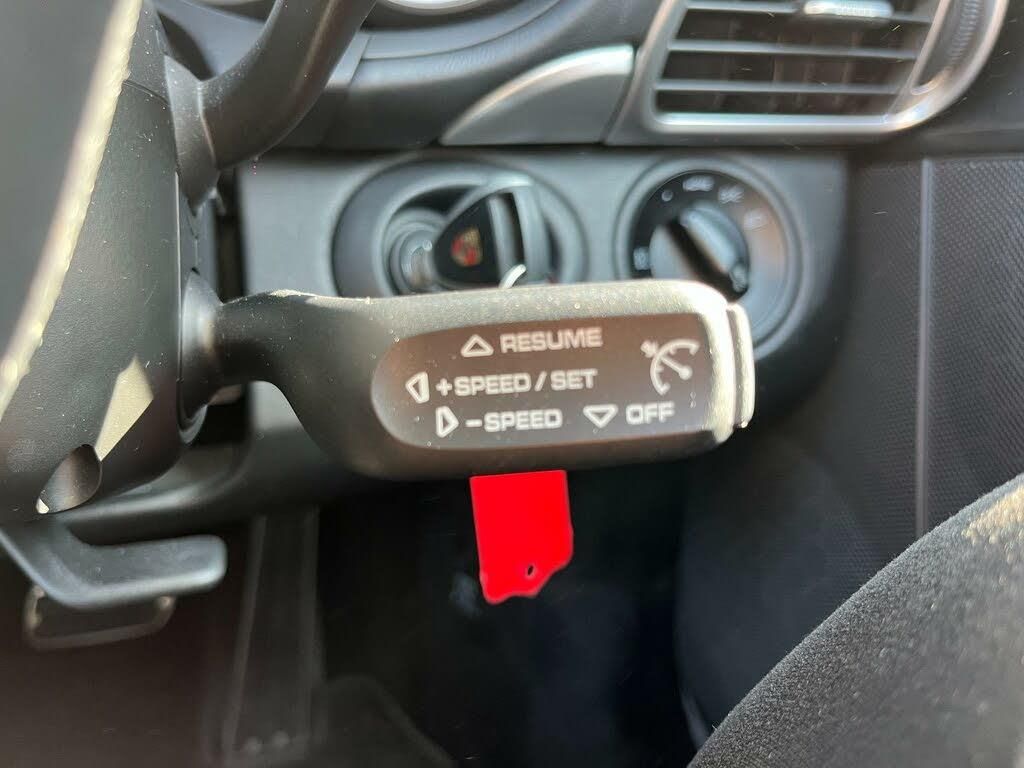 RESUME
+SPEED / SET
-SPEED OFF